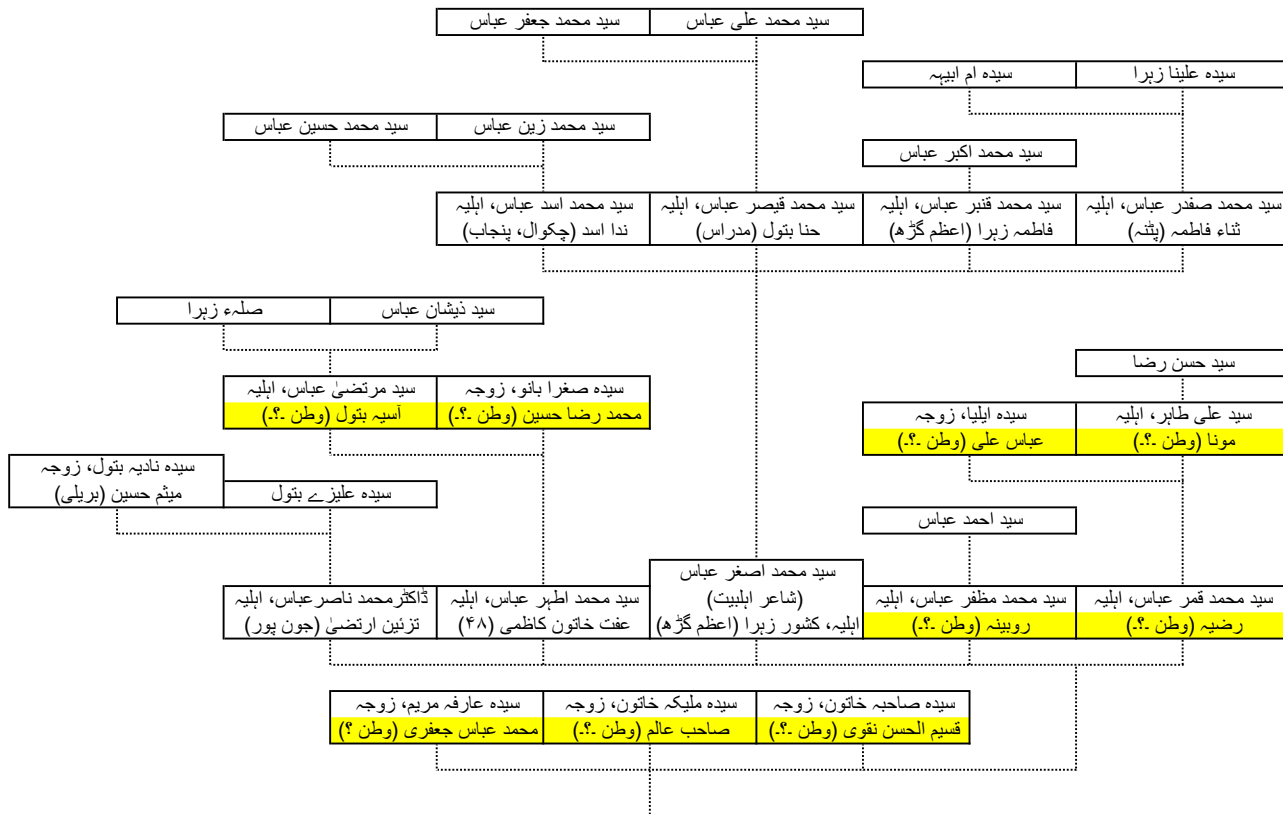 سید محمد علی عباس
سید محمد جعفر عباس
سیدہ علینا زہرا
سیدہ ام ابیہہ
سید محمد زین عباس
سید محمد حسین عباس
سید محمد اکبر عباس
سید محمد صفدر عباس، اہلیہ
ثناء فاطمہ (پٹنہ)
سید محمد قنبر عباس، اہلیہ
فاطمہ زہرا (اعظم گڑھ)
سید محمد قیصر عباس، اہلیہ
حنا بتول (مدراس)
سید محمد اسد عباس، اہلیہ
ندا اسد (چکوال، پنجاب)
سید ذیشان عباس
صلہء زہرا
سید حسن رضا
سیدہ صغرا بانو، زوجہ
محمد رضا حسین (وطن ۔؟۔)
سید مرتضیٰ عباس، اہلیہ
آسیہ بتول (وطن ۔؟۔)
سید علی طاہر، اہلیہ
مونا (وطن ۔؟۔)
سیدہ ایلیا، زوجہ
عباس علی (وطن ۔؟۔)
سیدہ علیزے بتول
سیدہ نادیہ بتول، زوجہ
میثم حسین (بریلی)
سید احمد عباس
سید محمد قمر عباس، اہلیہ
رضیہ (وطن ۔؟۔)
سید محمد مظفر عباس، اہلیہ
روبینہ (وطن ۔؟۔)
سید محمد اصغر عباس
(شاعر اہلبیت)
اہلیہ، کشور زہرا (اعظم گڑھ)
سید محمد اطہر عباس، اہلیہ
عفت خاتون کاظمی (۴۸)
ڈاکٹرمحمد ناصرعباس، اہلیہ
تزئین ارتضیٰ (جون پور)
سیدہ صاحبہ خاتون، زوجہ
قسیم الحسن نقوی (وطن ۔؟۔)
سیدہ ملیکہ خاتون، زوجہ
صاحب عالم (وطن ۔؟۔)
سیدہ عارفہ مریم، زوجہ
محمد عباس جعفری (وطن ؟)